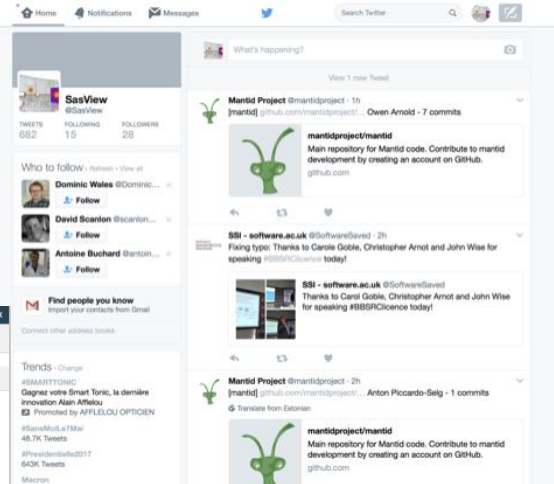 Home
Notifications
Messages
Search Twitter
SasView
@SasView
TWEETS FOLLOWING FOLLOWERS
682 15 28
Who to follow · Refresh · View all
Dominic Wales @Dominic...
Follow
David Scanlon @scanlon...
Follow
Antoine Buchard @antoin...
Follow
Find people you know
Import your contacts from Gmail
Connect other address books
Trends · Change
#SMARTTONIC
Gagnez votre Smart Tonic, la dernière
innovation Alain Afflelou
Promoted by AFFLELOU OPTICIEN
#SansMoiLe7Mai
48.7K Tweets
#Presidentielle2017
643K Tweets
Macron
What's happening?
View 1 new Tweet
Mantid Project @mantidproject · 1h
[mantid] github.com/mantidproject/... Owen Arnold - 7 commits
mantidproject/mantid
Main repository for Mantid code. Contribute to mantid
development by creating an account on GitHub.
github.com
SSI - software.ac.uk @SoftwareSaved · 2h
Fixing typo: Thanks to Carole Goble, Christopher Arnot and John Wise for
speaking #BBSRClicence today!
SSI - software.ac.uk @SoftwareSaved
Thanks to Carol Goble, Christopher Arnot and John Wise
for speaking #BBSRClicence today!
Mantid Project @mantidproject · 2h
[mantid] github.com/mantidproject/... Anton Piccardo-Selg - 1 commits
Translate from Estonian
mantidproject/mantid
Main repository for Mantid code. Contribute to mantid
development by creating an account on GitHub.
github.com